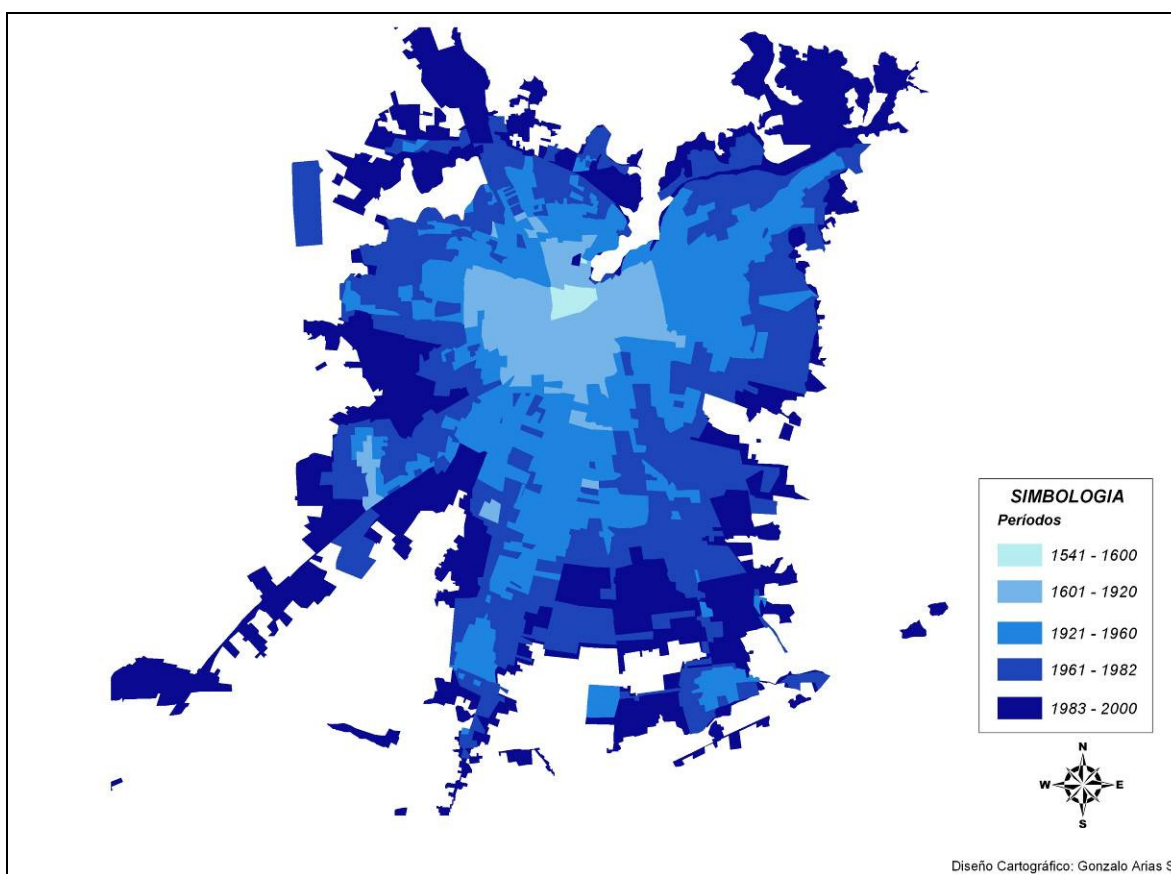 SIMBOLOGIA
Períodos
1541 - 1600
1601 - 1920
1921 - 1960
1961 - 1982
1983 - 2000
N
W E
S
Diseño Cartográfico: Gonzalo Arias S